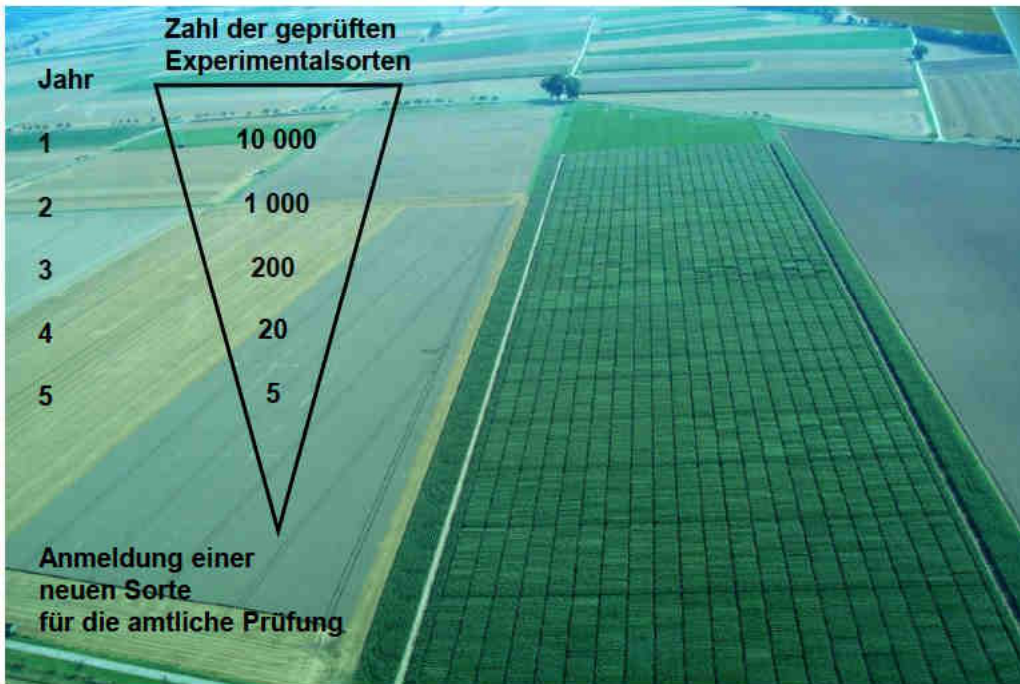 Zahl der geprüften
Experimentalsorten
Jahr
1 10 000
2 1 000
3 200
4 20
5 5
Anmeldung einer
neuen Sorte
für die amtliche Prüfung